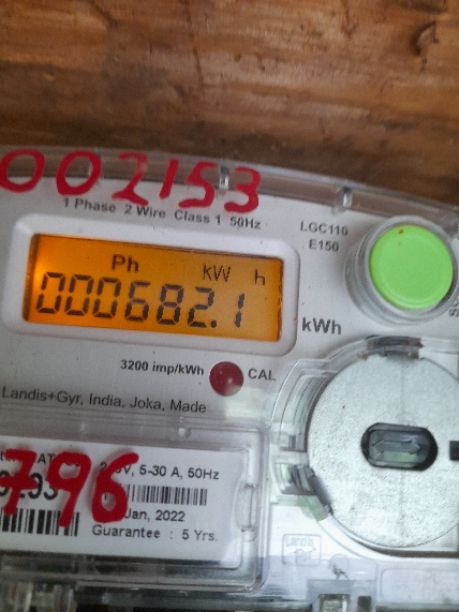 002153
1 Phase 2 Wire Class 1 50Hz
LGC110
E150
Ph kW h
000682.1
kWh
3200 imp/kWh CAL
Landis+Gyr, India, Joka, Made
796
5-30 A, 50Hz
Jan, 2022
Guarantee : 5 Yrs.